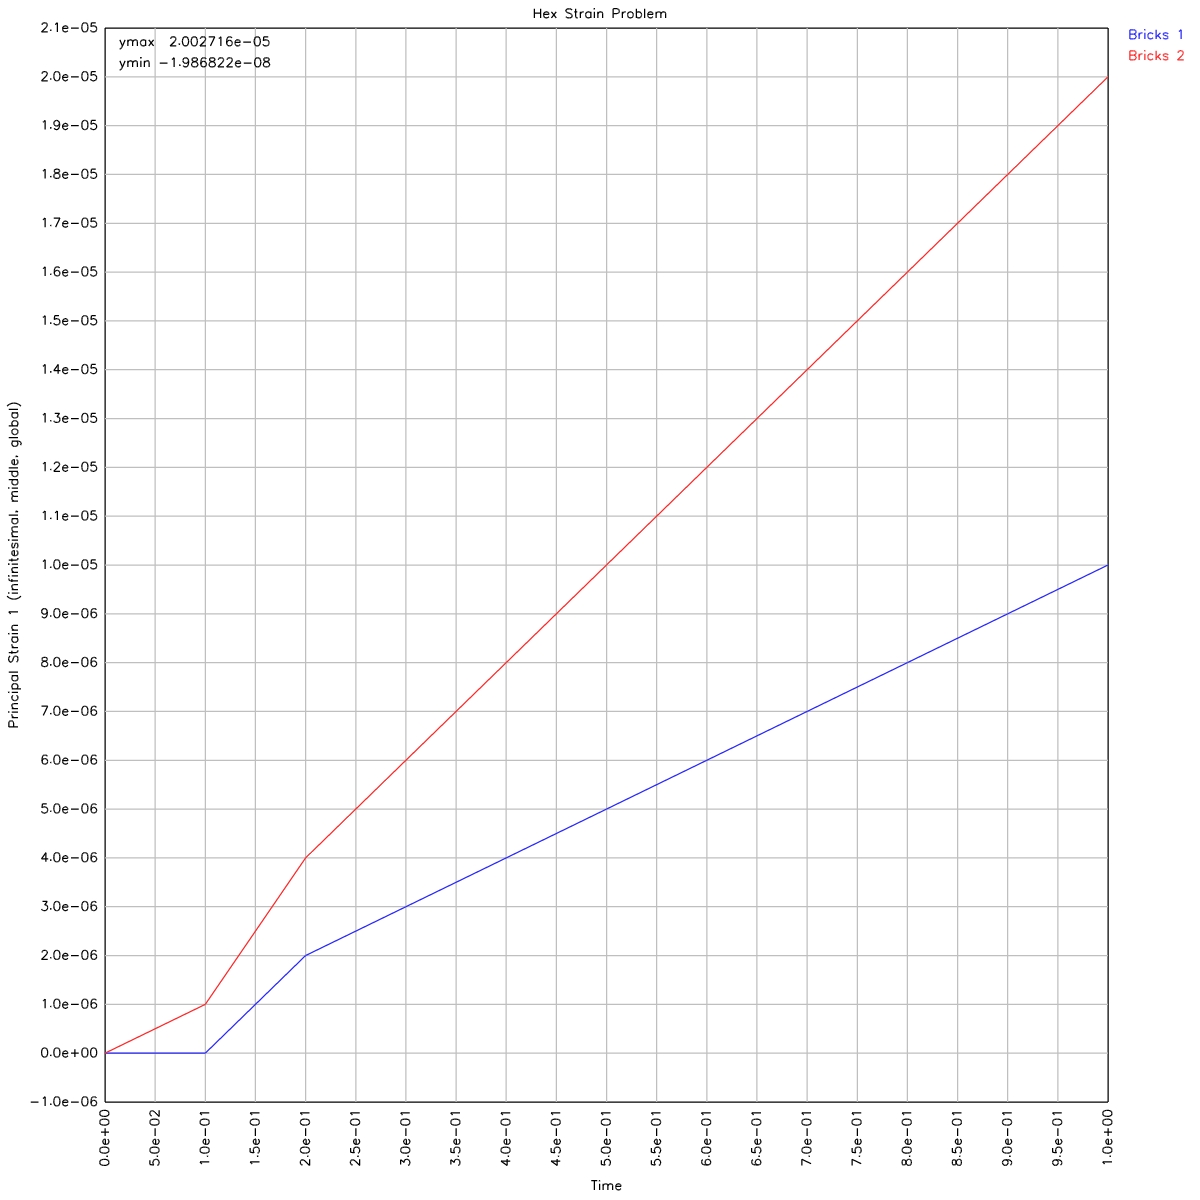 Hex Strain Problem
ymax 2.002716e-05
ymin -1.986822e-08
Bricks 1
Bricks 2
2.1e-05
2.0e-05
1.9e-05
1.8e-05
1.7e-05
1.6e-05
1.5e-05
1.4e-05
1.3e-05
1.2e-05
1.1e-05
1.0e-05
9.0e-06
8.0e-06
7.0e-06
6.0e-06
5.0e-06
4.0e-06
3.0e-06
2.0e-06
1.0e-06
0.0e+00
-1.0e-06
Principal Strain 1 (infinitesimal, middle, global)
0.0e+00
5.0e-02
1.0e-01
1.5e-01
2.0e-01
2.5e-01
3.0e-01
3.5e-01
4.0e-01
4.5e-01
5.0e-01
5.5e-01
6.0e-01
6.5e-01
7.0e-01
7.5e-01
8.0e-01
8.5e-01
9.0e-01
9.5e-01
1.0e+00
Time